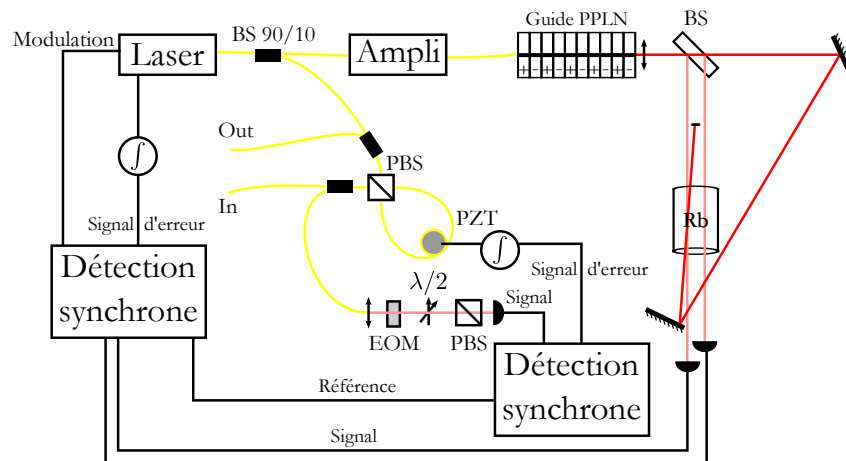 Modulation
Laser
BS 90/10
Ampli
Guide PPLN
+ - + - + - + - + -
BS
Out
PBS
In
∫
PZT
∫
Rb
Signal d'erreur
Signal d'erreur
Détection
synchrone
λ/2
Signal
EOM
PBS
Détection
synchrone
Référence
Signal